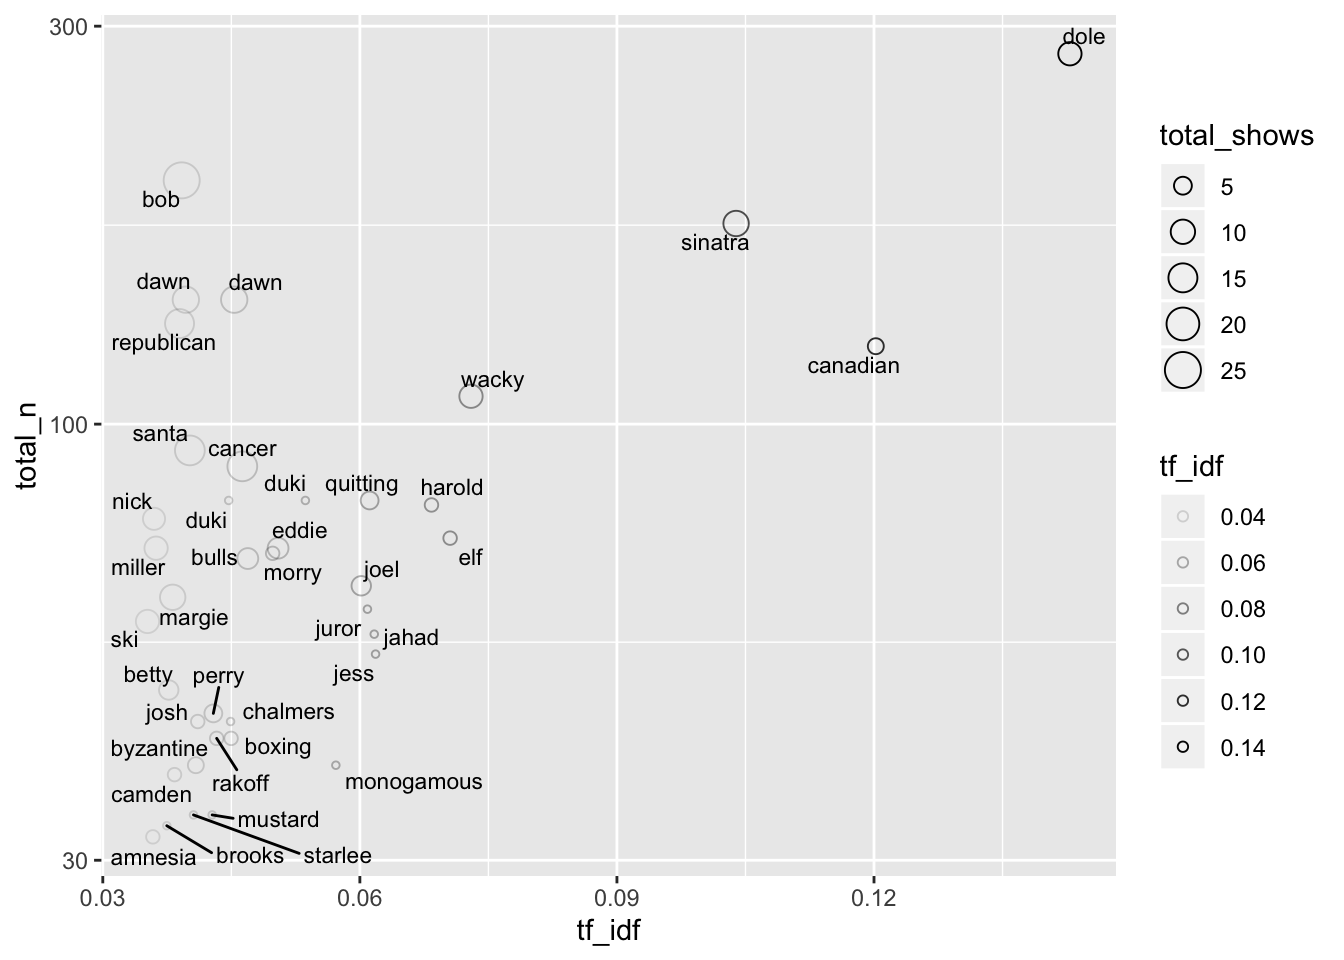 300
100
30
total_n
dole
bob
sinatra
dawn
dawn
republican
canadian
wacky
santa
cancer
duki
quitting
harold
nick
duki
eddie
bulls
elf
miller
morry
joel
margie
juror
jahad
ski
jess
betty
perry
josh
chalmers
byzantine
boxing
rakoff
monogamous
camden
mustard
amnesia
brooks
starlee
0.03
0.06
0.09
0.12
tf_idf
total_shows
5
10
15
20
25
tf_idf
0.04
0.06
0.08
0.10
0.12
0.14